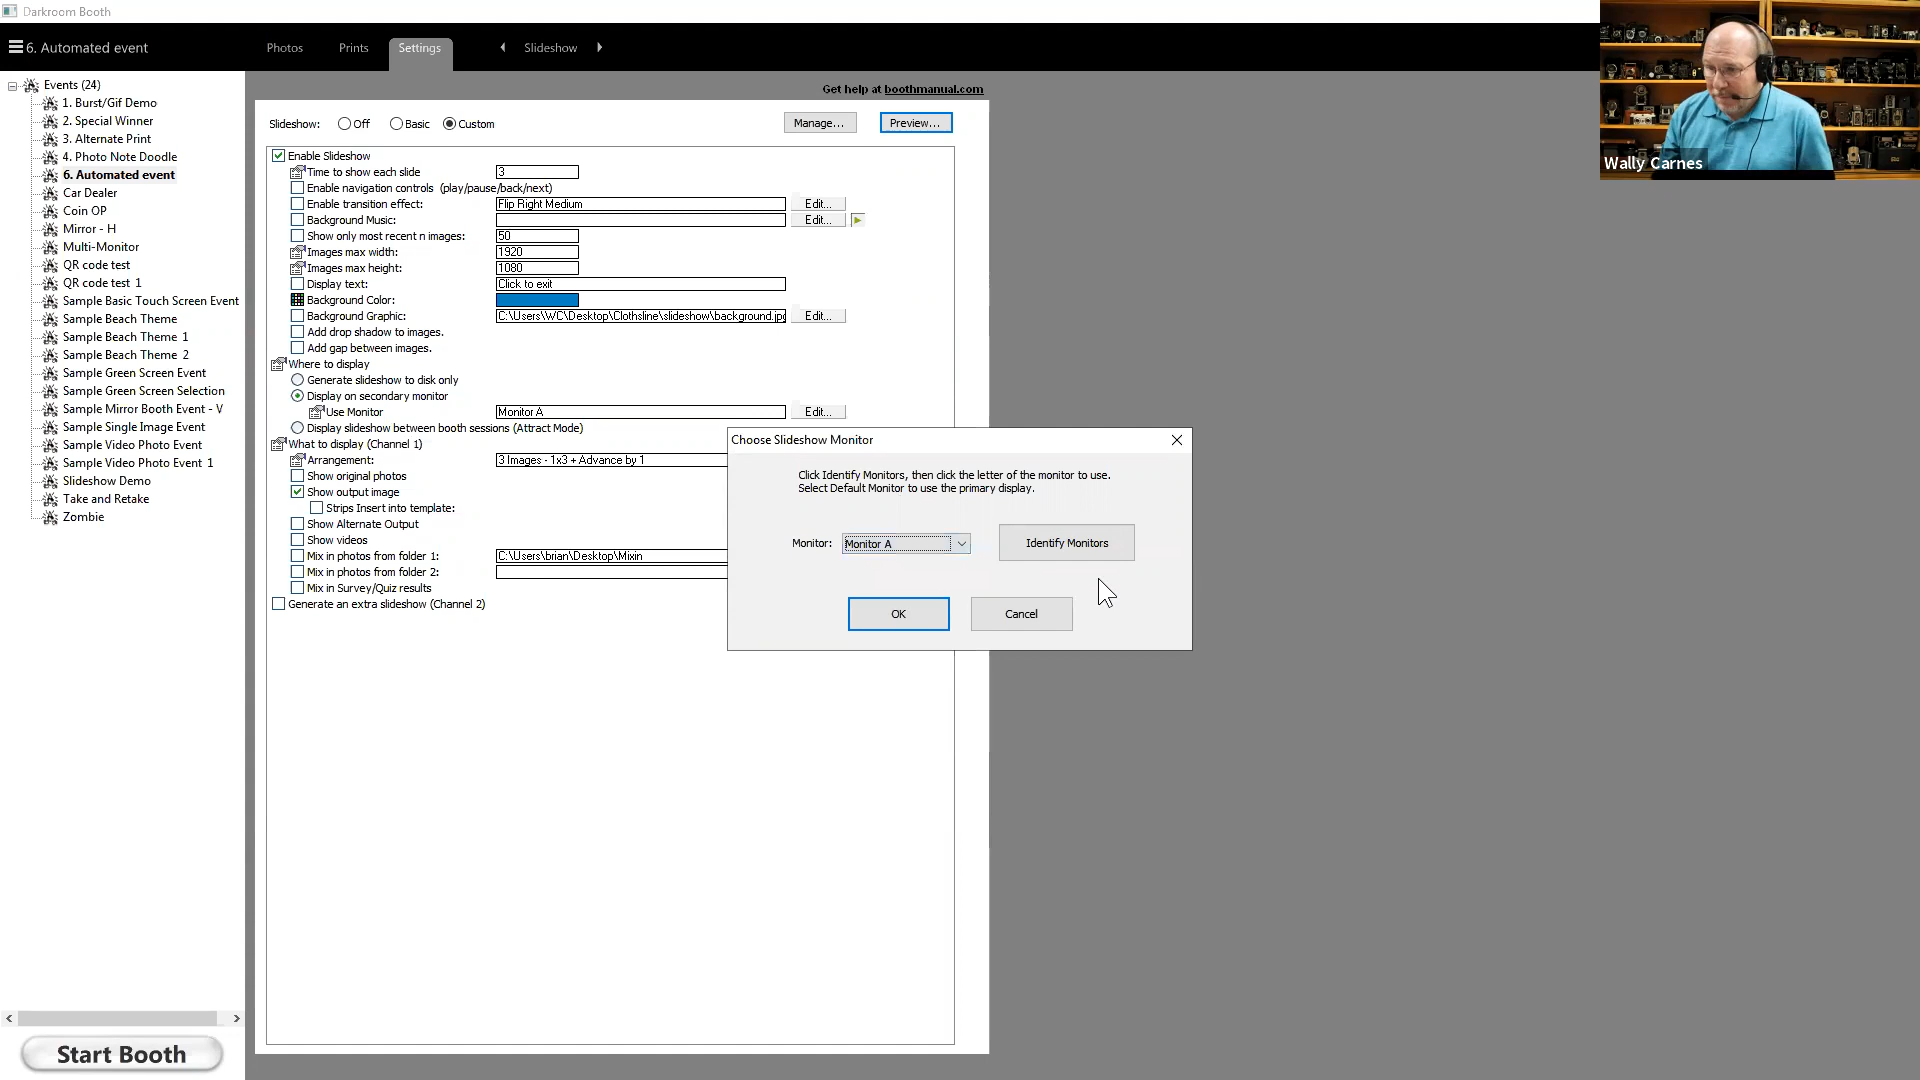 Darkroom Booth
6. Automated event
Photos
Prints
Settings
Slideshow
Wally Carnes
Events (24)
1. Burst/Gif Demo
2. Special Winner
3. Alternate Print
4. Photo Note Doodle
6. Automated event
Car Dealer
Coin OP
Mirror - H
Multi-Monitor
QR code test
QR code test 1
Sample Basic Touch Screen Event
Sample Beach Theme
Sample Beach Theme 1
Sample Beach Theme 2
Sample Green Screen Event
Sample Green Screen Selection
Sample Mirror Booth Event - V
Sample Single Image Event
Sample Video Photo Event
Sample Video Photo Event 1
Slideshow Demo
Take and Retake
Zombie
Start Booth
Get help at boothmanual.com
Slideshow: Off Basic Custom Manage... Preview...
Enable Slideshow
Time to show each slide 3
Enable navigation controls (play/pause/back/next)
Enable transition effect: Flip Right Medium Edit...
Background Music: Edit...
Show only most recent n images: 50
Images max width: 1920
Images max height: 1080
Display text: Click to exit
Background Color:
Background Graphic: C:\Users\WC\Desktop\Clothsline\slideshow\background.jpg Edit...
Add drop shadow to images.
Add gap between images.
Where to display
Generate slideshow to disk only
Display on secondary monitor
Use Monitor Monitor A Edit...
Display slideshow between booth sessions (Attract Mode)
What to display (Channel 1)
Arrangement: 3 Images - 1x3 + Advance by 1
Show original photos
Show output image
Strips Insert into template:
Show Alternate Output
Show videos
Mix in photos from folder 1: C:\Users\brian\Desktop\Mixin
Mix in photos from folder 2:
Mix in Survey/Quiz results
Generate an extra slideshow (Channel 2)
Choose Slideshow Monitor
Click Identify Monitors, then click the letter of the monitor to use.
Select Default Monitor to use the primary display.
Monitor: Monitor A Identify Monitors
OK Cancel